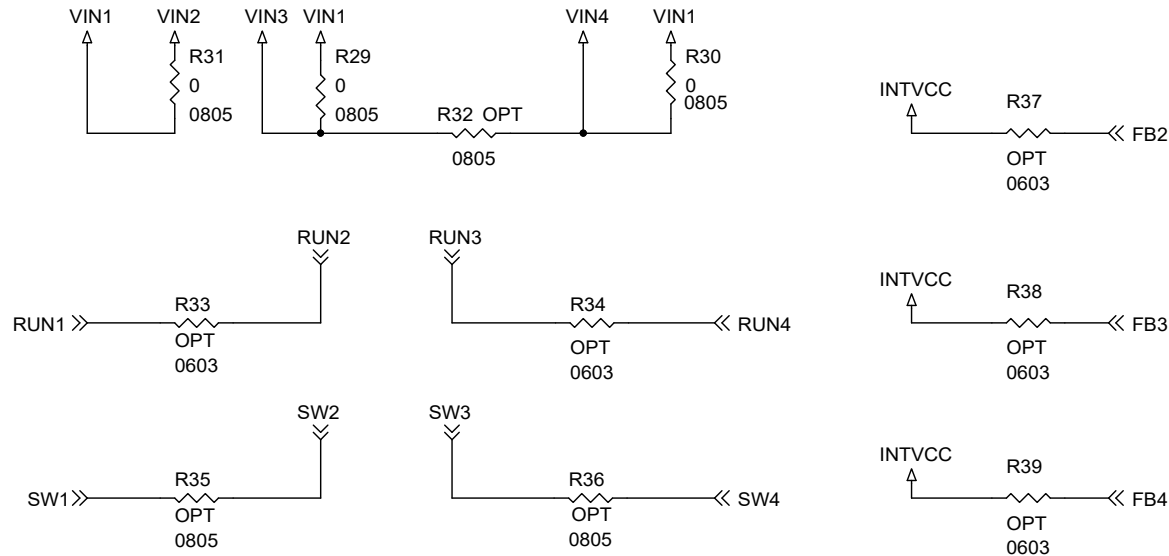 VIN1 VIN2 VIN3 VIN1 VIN4 VIN1
R31 R29 R30
0 0 0
0805 0805 0805
R32 OPT
0805
INTVCC R37 FB2
OPT
0603
RUN2 RUN3
RUN1 R33 R34 RUN4
OPT OPT
0603 0603
INTVCC R38 FB3
OPT
0603
SW2 SW3
SW1 R35 R36 SW4
OPT OPT
0805 0805
INTVCC R39 FB4
OPT
0603